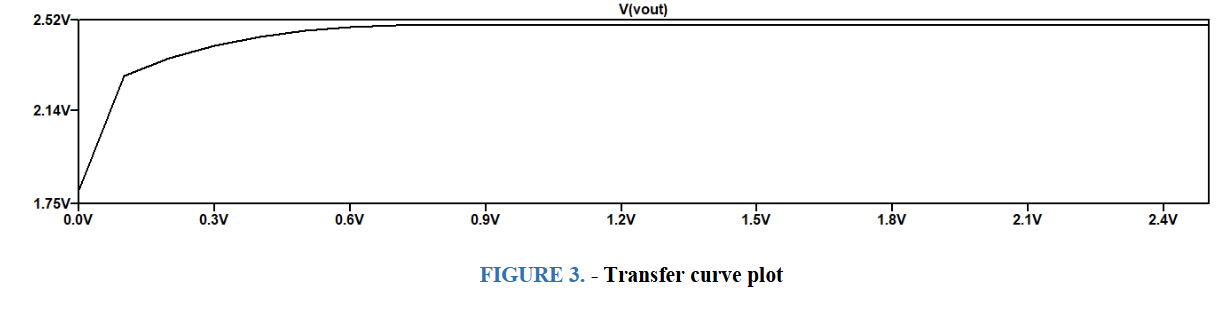 V(vout)
2.52V
2.14V
1.75V
0.0V 0.3V 0.6V 0.9V 1.2V 1.5V 1.8V 2.1V 2.4V
FIGURE 3. - Transfer curve plot